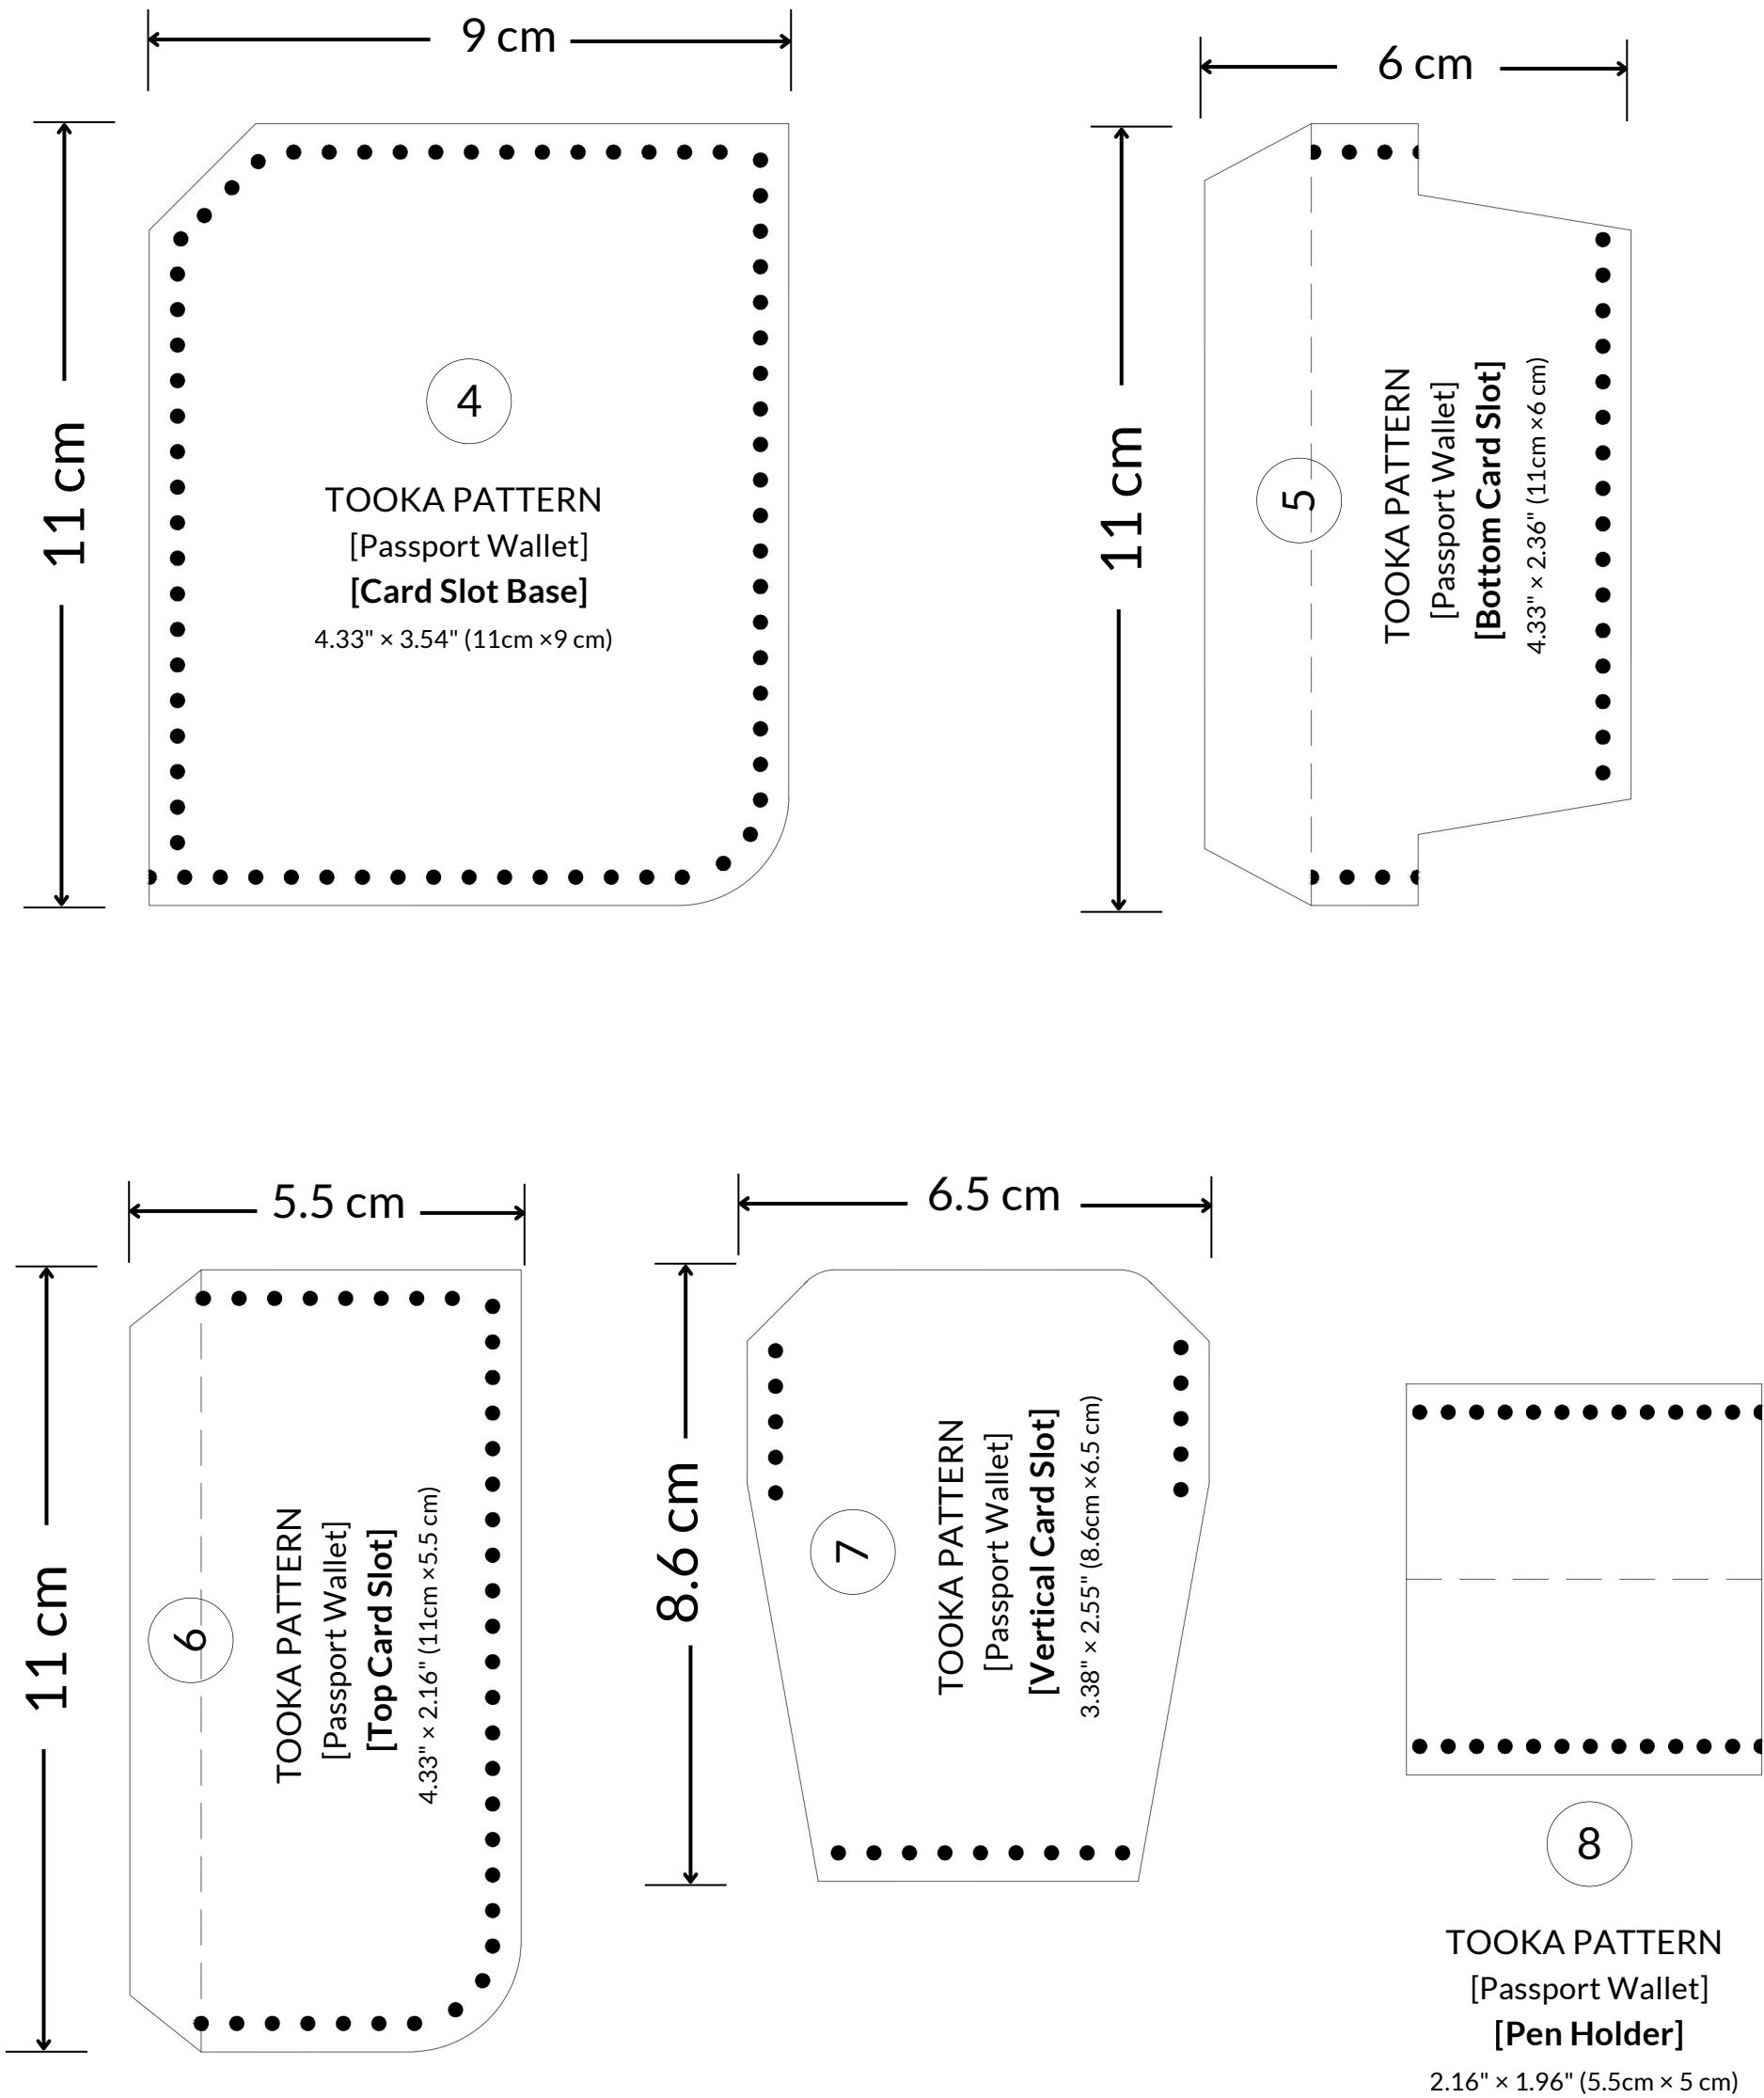 9 cm
11 cm
4
TOOKA PATTERN
[Passport Wallet]
[Card Slot Base]
4.33" × 3.54" (11cm ×9 cm)
6 cm
11 cm
5
TOOKA PATTERN
[Passport Wallet]
[Bottom Card Slot]
4.33" × 2.36" (11cm ×6 cm)
5.5 cm
11 cm
6
TOOKA PATTERN
[Passport Wallet]
[Top Card Slot]
4.33" × 2.16" (11cm ×5.5 cm)
6.5 cm
8.6 cm
7
TOOKA PATTERN
[Passport Wallet]
[Vertical Card Slot]
3.38" × 2.55" (8.6cm ×6.5 cm)
8
TOOKA PATTERN
[Passport Wallet]
[Pen Holder]
2.16" × 1.96" (5.5cm × 5 cm)